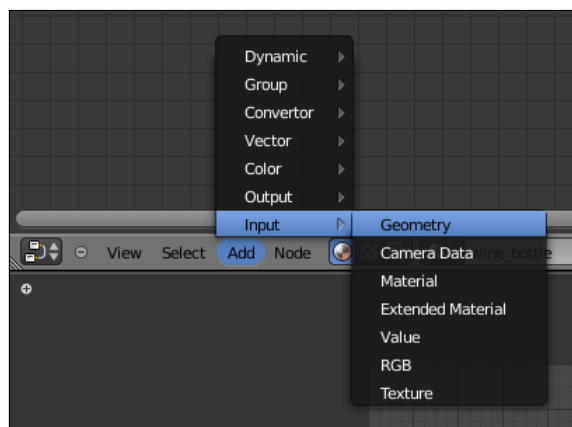 Dynamic
Group
Convertor
Vector
Color
Output
Input
Geometry
View Select Add Node wine_bottle
Camera Data
Material
Extended Material
Value
RGB
Texture